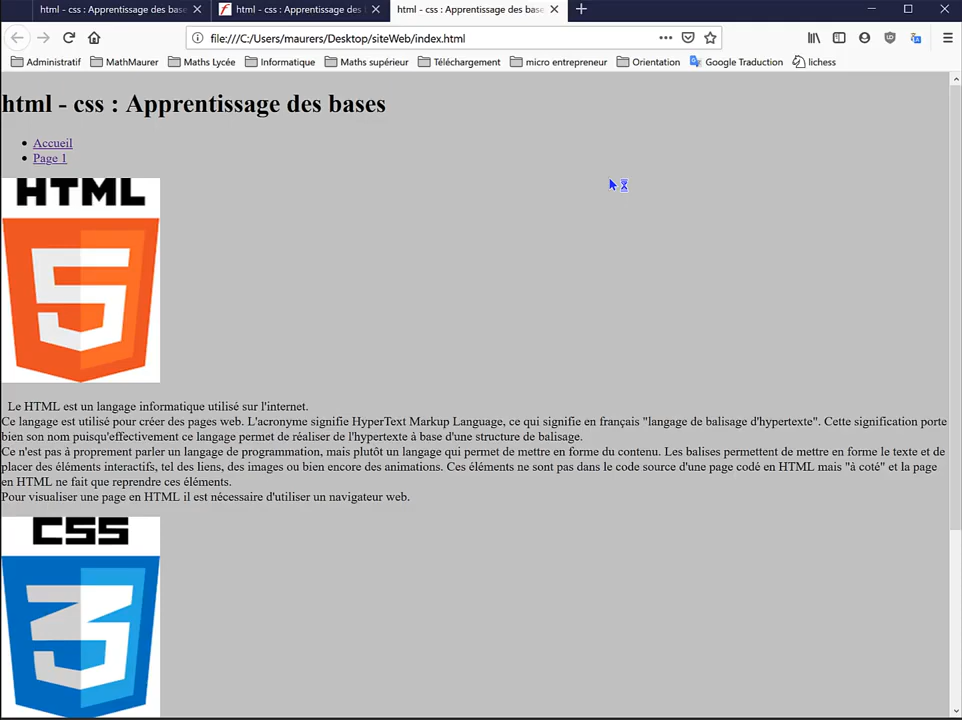 html - css : Apprentissage des base
html - css : Apprentissage des
html - css : Apprentissage des base
file:///C:/Users/maurers/Desktop/siteWeb/index.html
Administratif
MathMaurer
Maths Lycée
Informatique
Maths supérieur
Téléchargement
micro entrepreneur
Orientation
Google Traduction
lichess
html - css : Apprentissage des bases
Accueil
Page 1
HTML
5
Le HTML est un langage informatique utilisé sur l'internet.
Ce langage est utilisé pour créer des pages web. L'acronyme signifie HyperText Markup Language, ce qui signifie en français "langage de balisage d'hypertexte". Cette signification porte
bien son nom puisqu'effectivement ce langage permet de réaliser de l'hypertexte à base d'une structure de balisage.
Ce n'est pas à proprement parler un langage de programmation, mais plutôt un langage qui permet de mettre en forme du contenu. Les balises permettent de mettre en forme le texte et de
placer des éléments interactifs, tel des liens, des images ou bien encore des animations. Ces éléments ne sont pas dans le code source d'une page codé en HTML mais "à coté" et la page
en HTML ne fait que reprendre ces éléments.
Pour visualiser une page en HTML il est nécessaire d'utiliser un navigateur web.
CSS
3